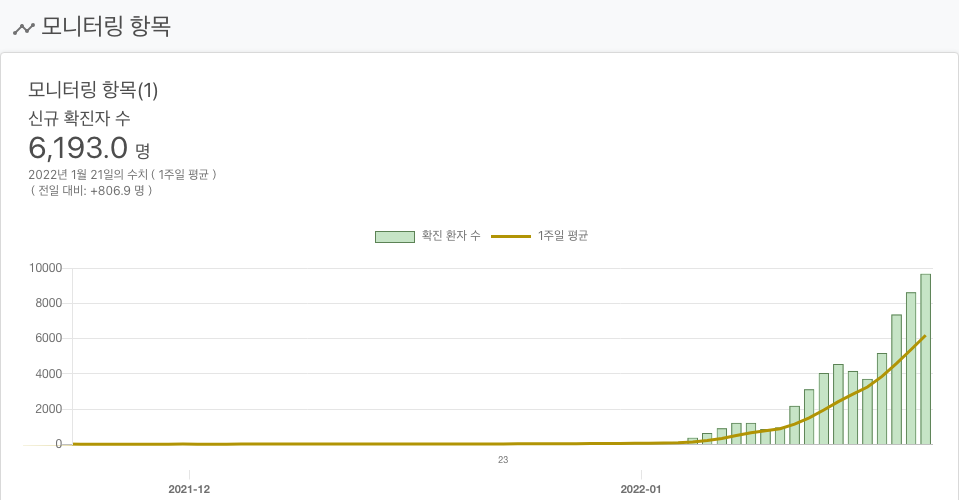 모니터링 항목
모니터링 항목(1)
신규 확진자 수
6,193.0 명
2022년 1월 21일의 수치 ( 1주일 평균 )
( 전일 대비: +806.9 명 )
확진 환자 수 1주일 평균
10000
8000
6000
4000
2000
0
23
2021-12 2022-01